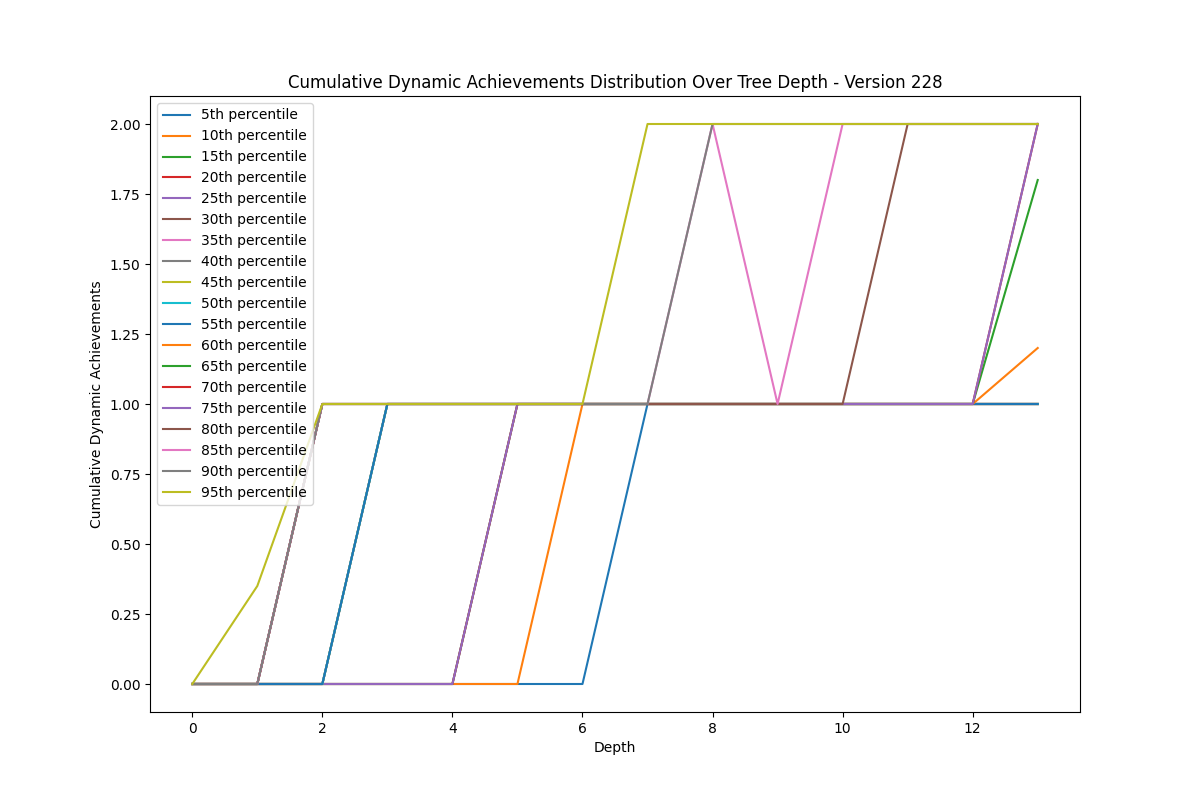 Cumulative Dynamic Achievements Distribution Over Tree Depth - Version 228
Cumulative Dynamic Achievements
2.00
1.75
1.50
1.25
1.00
0.75
0.50
0.25
0.00
5th percentile
10th percentile
15th percentile
20th percentile
25th percentile
30th percentile
35th percentile
40th percentile
45th percentile
50th percentile
55th percentile
60th percentile
65th percentile
70th percentile
75th percentile
80th percentile
85th percentile
90th percentile
95th percentile
0 2 4 6 8 10 12
Depth